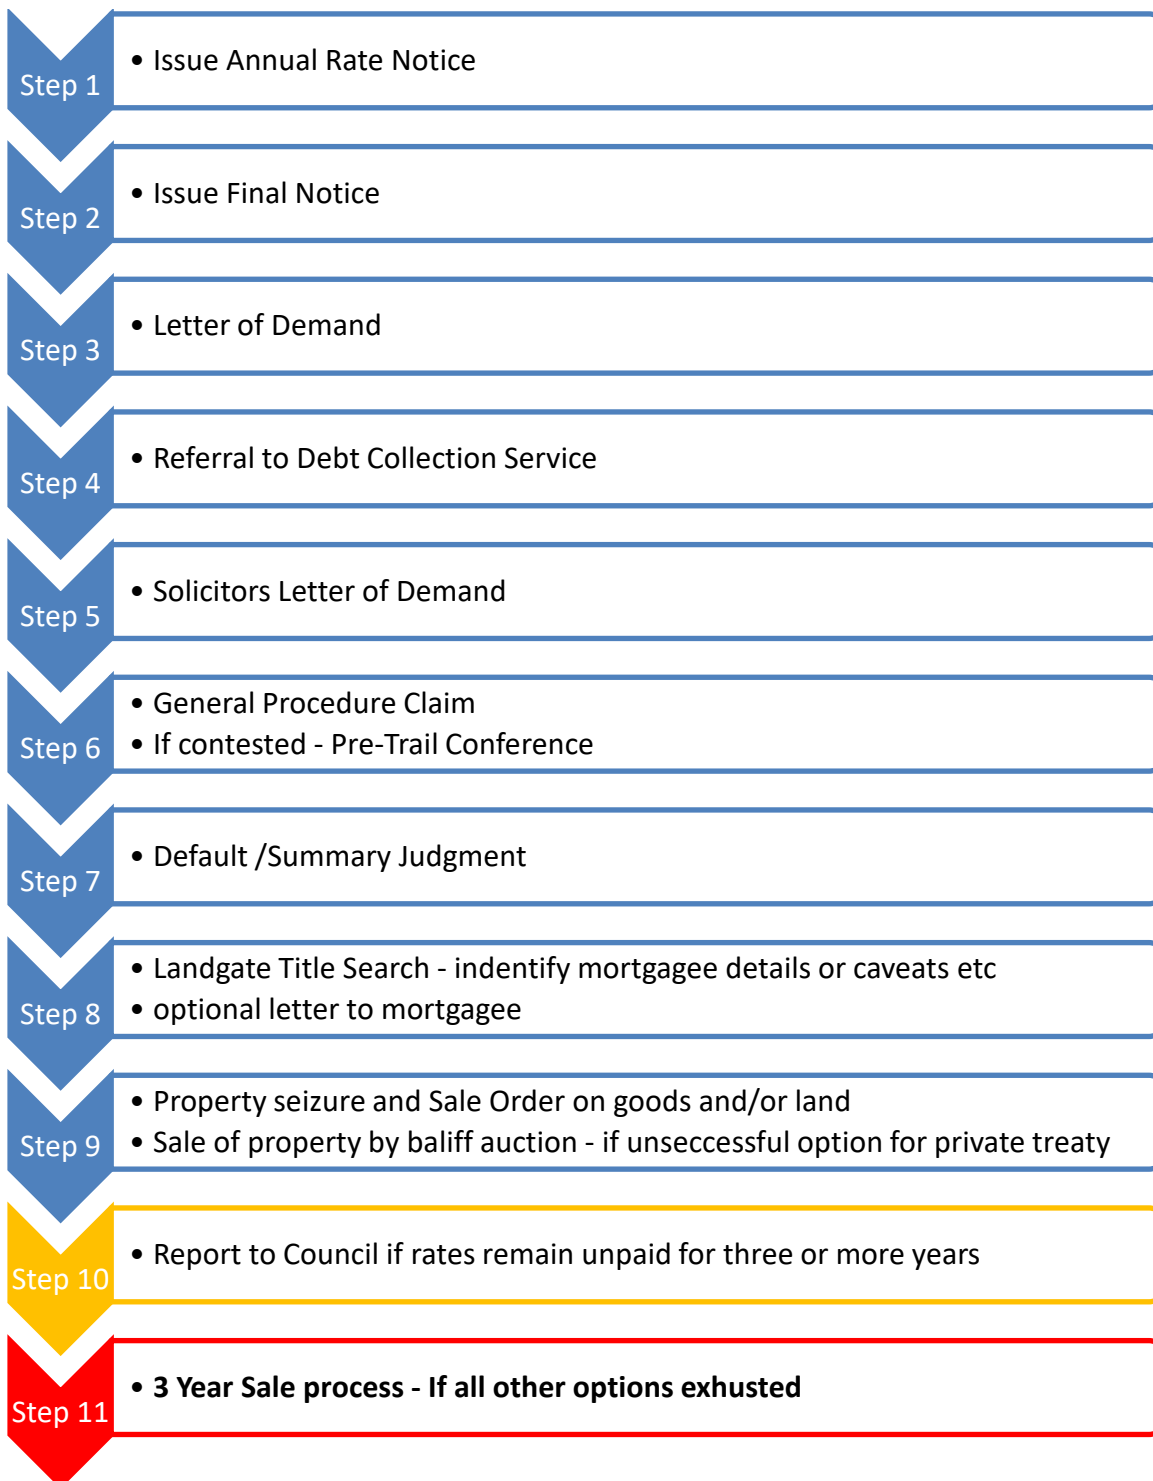 Step 1
• Issue Annual Rate Notice
Step 2
• Issue Final Notice
Step 3
• Letter of Demand
Step 4
• Referral to Debt Collection Service
Step 5
• Solicitors Letter of Demand
Step 6
• General Procedure Claim
• If contested - Pre-Trail Conference
Step 7
• Default /Summary Judgment
Step 8
• Landgate Title Search - indentify mortgagee details or caveats etc
• optional letter to mortgagee
Step 9
• Property seizure and Sale Order on goods and/or land
• Sale of property by baliff auction - if unseccessful option for private treaty
Step 10
• Report to Council if rates remain unpaid for three or more years
Step 11
• 3 Year Sale process - If all other options exhusted